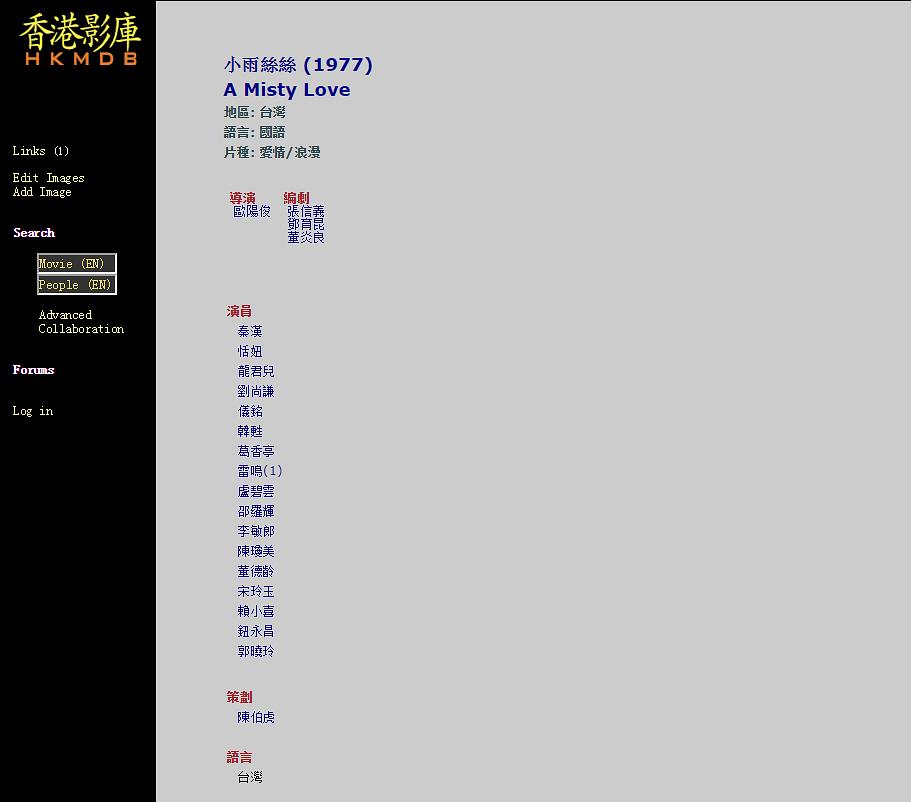 香港影庫
HKMDB
Links (1)
Edit Images
Add Image
Search
Movie (EN)
People (EN)
Advanced
Collaboration
Forums
Log in
小雨絲絲 (1977)
A Misty Love
地區: 台灣
語言: 國語
片種: 愛情/浪漫
導演 編劇
歐陽俊 張信義
鄧育昆
董炎良
演員
秦漢
恬妞
龍君兒
劉尚謙
儀銘
韓甦
葛香亭
雷鳴(1)
盧碧雲
邵羅輝
李敏郎
陳瓊美
董德齡
宋玲玉
賴小喜
鈕永昌
郭曉玲
策劃
陳伯虎
語言
台灣